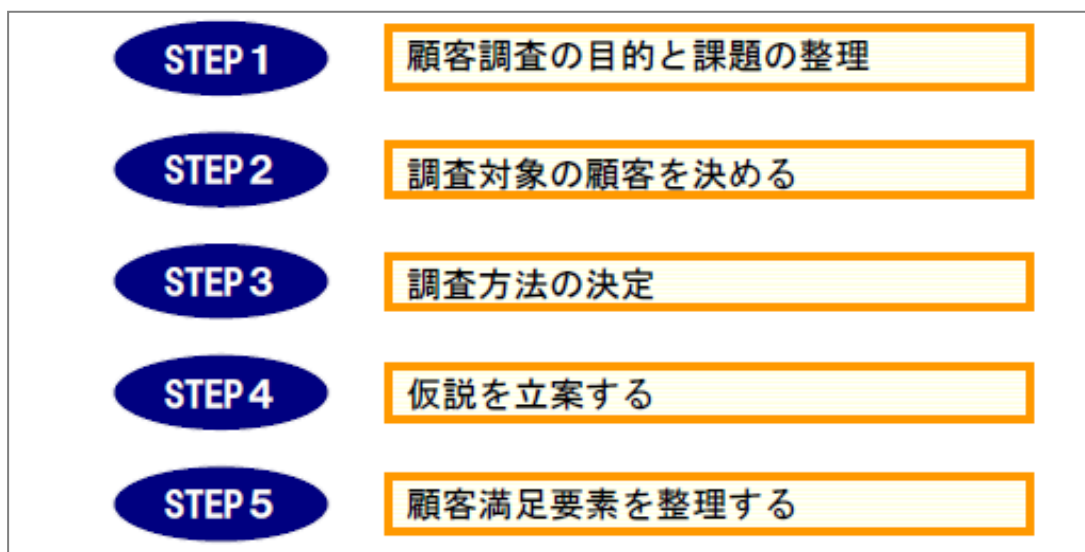 STEP 1
顧客調査の目的と課題の整理
STEP 2
調査対象の顧客を決める
STEP 3
調査方法の決定
STEP 4
仮説を立案する
STEP 5
顧客満足要素を整理する